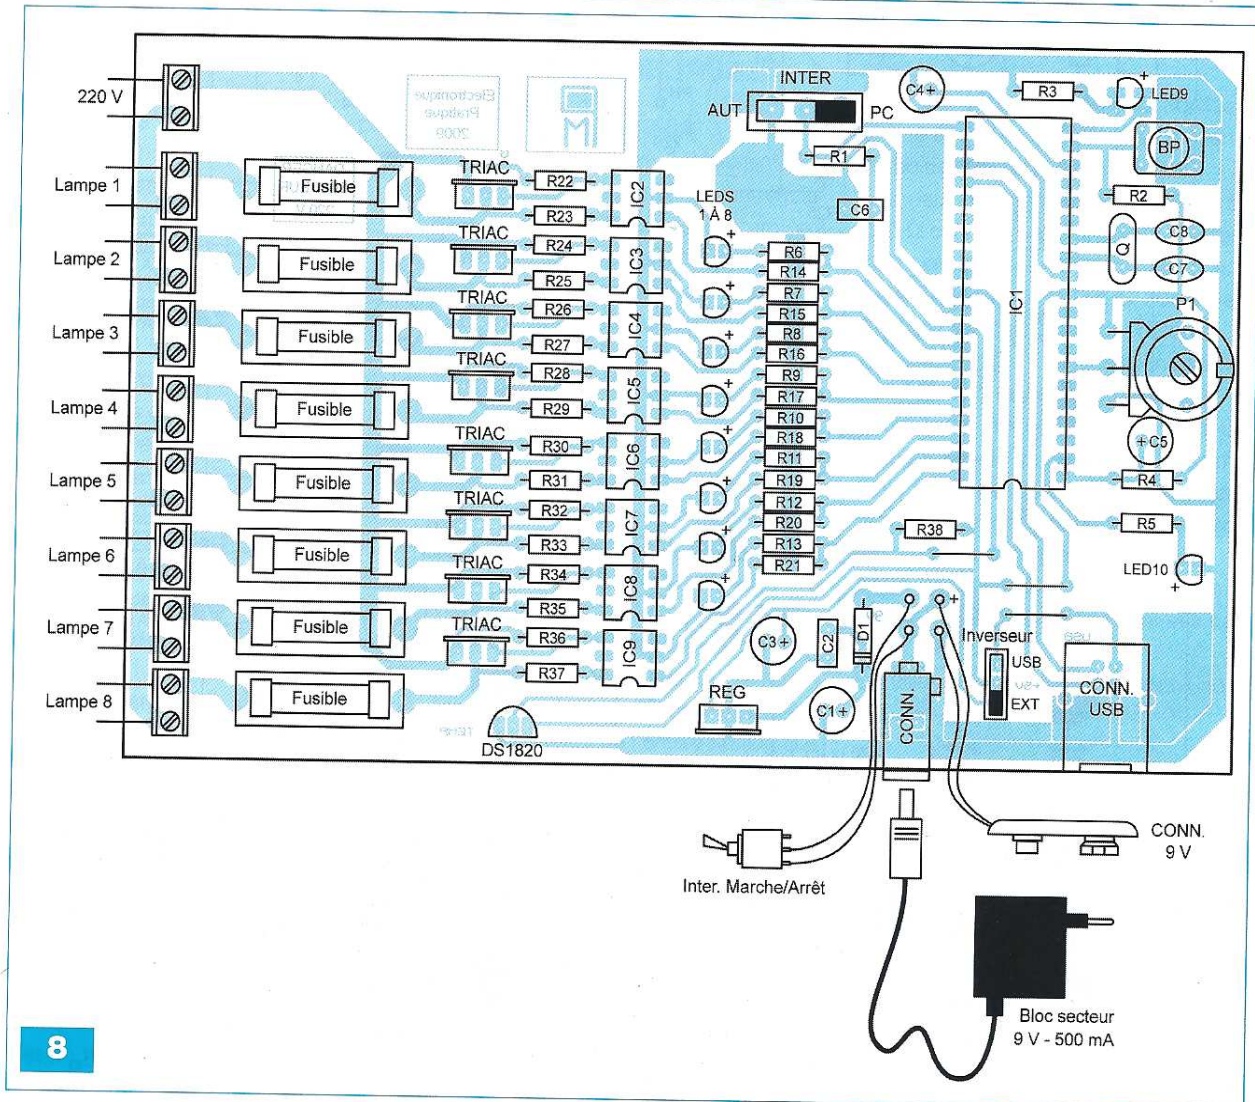 INTER
AUT
PC
C4+
R3
+
LED9
220 V
Electronique
Pratique
2009
BP
R1
R2
Lampe 1
Fusible
TRIAC
R22
R23
IC2
LEDS
1 À 8
C6
C8
C7
Q
IC1
P1
Lampe 2
Fusible
TRIAC
R24
R25
IC3
+
R6
R14
R7
R15
R8
R16
R9
R17
R10
R18
R11
R19
R12
R20
R13
R21
Lampe 3
Fusible
TRIAC
R26
R27
IC4
+
Lampe 4
Fusible
TRIAC
R28
R29
IC5
+
+
+C5
R4
R5
LED10
+
R38
Lampe 5
Fusible
TRIAC
R30
R31
IC6
+
Lampe 6
Fusible
TRIAC
R32
R33
IC7
+
Lampe 7
Fusible
TRIAC
R34
R35
IC8
+
Lampe 8
Fusible
TRIAC
R36
R37
IC9
+
C3+
C2
D1
+
Inverseur
USB
EXT
+5V
USB
CONN.
USB
REG
C1+
CONN.
TEMP
DS1820
Inter. Marche/Arrêt
CONN.
9 V
Bloc secteur
9 V - 500 mA
8